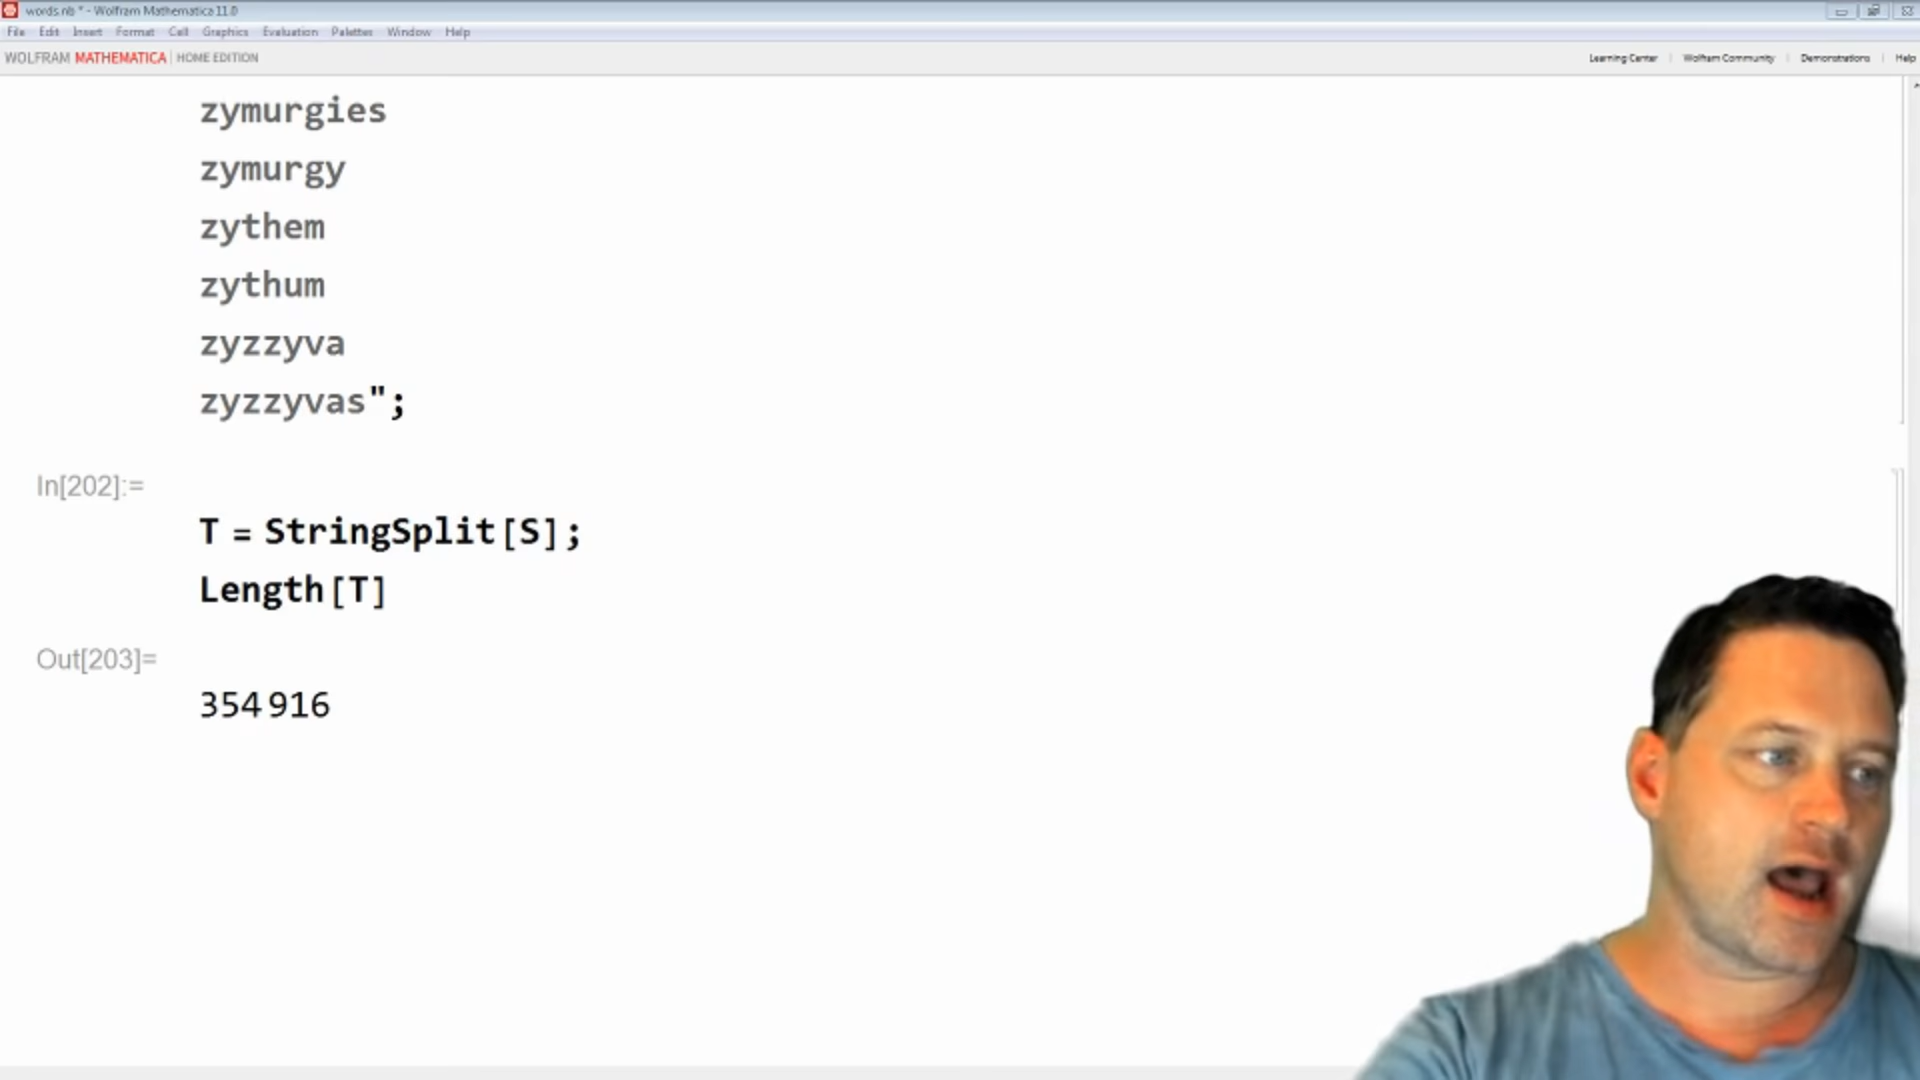 words.nb * - Wolfram Mathematica 11.0
File Edit Insert Format Cell Graphics Evaluation Palettes Window Help
WOLFRAM MATHEMATICA | HOME EDITION
Learning Center | Wolfram Community | Demonstrations | Help
zymurgies
zymurgy
zythem
zythum
zyzzyva
zyzzyvas";
In[202]:=
T = StringSplit[S];
Length[T]
Out[203]=
354 916